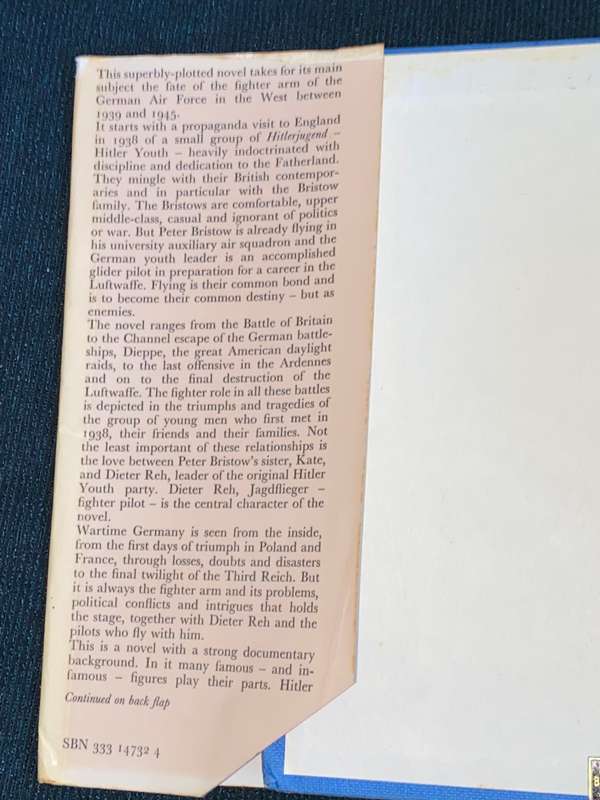 This superbly-plotted novel takes for its main
subject the fate of the fighter arm of the
German Air Force in the West between
1939 and 1945.
It starts with a propaganda visit to England
in 1938 of a small group of Hitlerjugend –
Hitler Youth – heavily indoctrinated with
discipline and dedication to the Fatherland.
They mingle with their British contempor-
aries and in particular with the Bristow
family. The Bristows are comfortable, upper
middle-class, casual and ignorant of politics
or war. But Peter Bristow is already flying in
his university auxiliary air squadron and the
German youth leader is an accomplished
glider pilot in preparation for a career in the
Luftwaffe. Flying is their common bond and
is to become their common destiny – but as
enemies.
The novel ranges from the Battle of Britain
to the Channel escape of the German battle-
ships, Dieppe, the great American daylight
raids, to the last offensive in the Ardennes
and on to the final destruction of the
Luftwaffe. The fighter role in all these battles
is depicted in the triumphs and tragedies of
the group of young men who first met in
1938, their friends and their families. Not
the least important of these relationships is
the love between Peter Bristow's sister, Kate,
and Dieter Reh, leader of the original Hitler
Youth party. Dieter Reh, Jagdflieger –
fighter pilot – is the central character of the
novel.
Wartime Germany is seen from the inside,
from the first days of triumph in Poland and
France, through losses, doubts and disasters
to the final twilight of the Third Reich. But
it is always the fighter arm and its problems,
political conflicts and intrigues that holds
the stage, together with Dieter Reh and the
pilots who fly with him.
This is a novel with a strong documentary
background. In it many famous – and in-
famous – figures play their parts. Hitler
Continued on back flap
SBN 333 14732 4